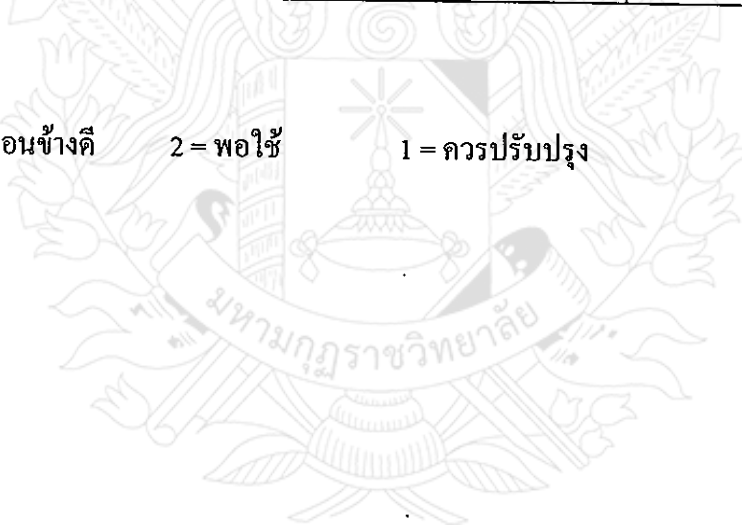 อนข้างดี 2 = พอใช้ 1 = ควรปรับปรุง
มหามกุฏราชวิทยาลัย